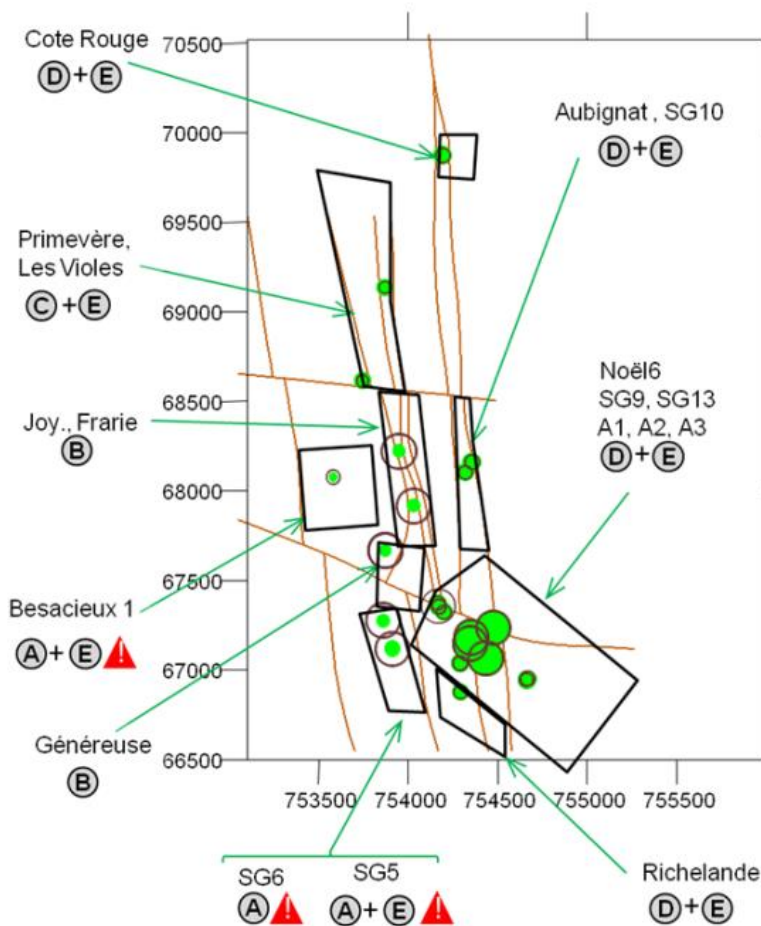 Cote Rouge
D+E
Aubignat , SG10
D+E
Primevère,
Les Violes
C+E
Noël6
SG9, SG13
A1, A2, A3
D+E
Joy., Frarie
B
Besacieux 1
A+E !
Généreuse
B
SG6
A !
SG5
A+E !
Richelande
D+E
70500
70000
69500
69000
68500
68000
67500
67000
66500
753500 754000 754500 755000 755500